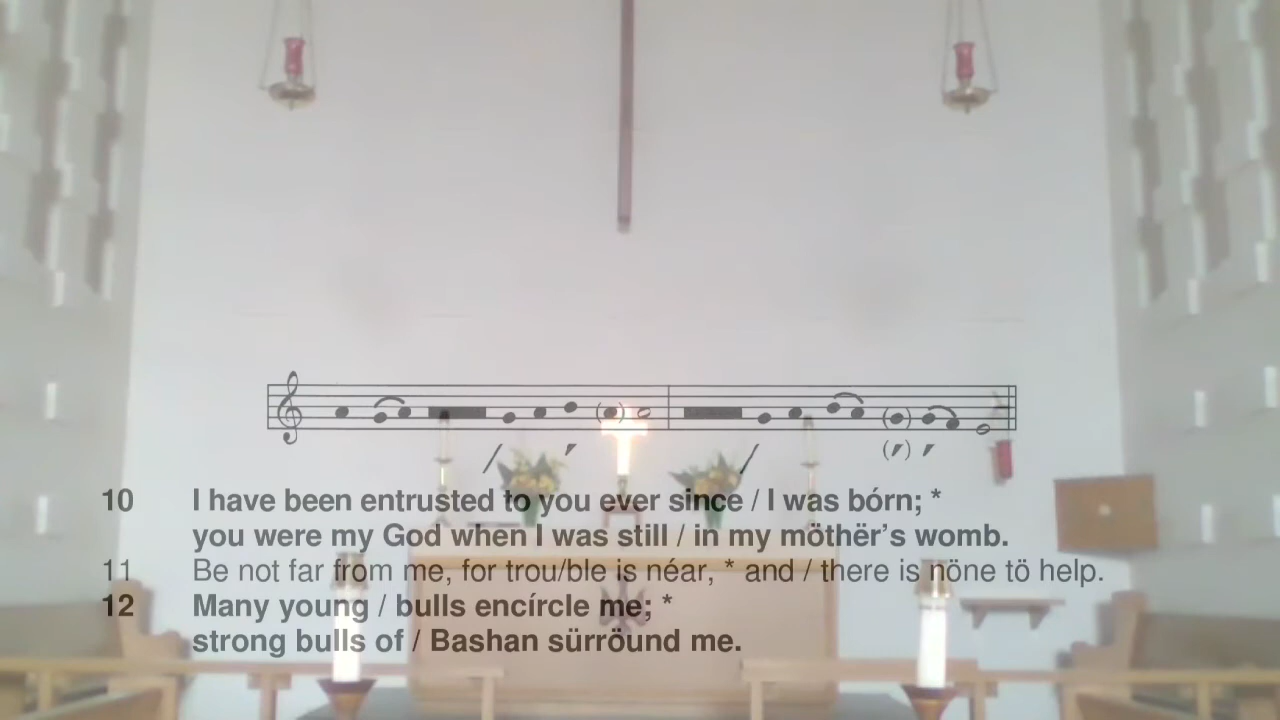 10 I have been entrusted to you ever since / I was bórn; *
you were my God when I was still / in my möthër's womb.
11 Be not far from me, for trou/ble is néar, * and / there is nöne tö help.
12 Many young / bulls encírcle me; *
strong bulls of / Bashan sürröund me.